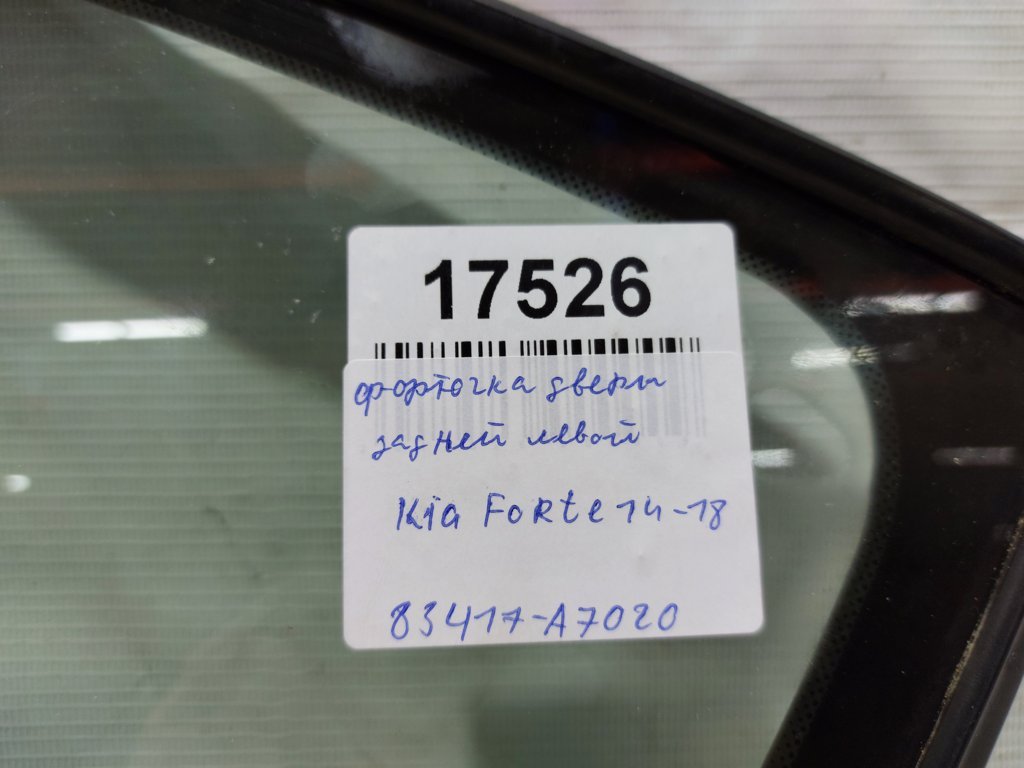 17526
форточка двери
задней левой
Kia Forte 14-18
83417-A7020